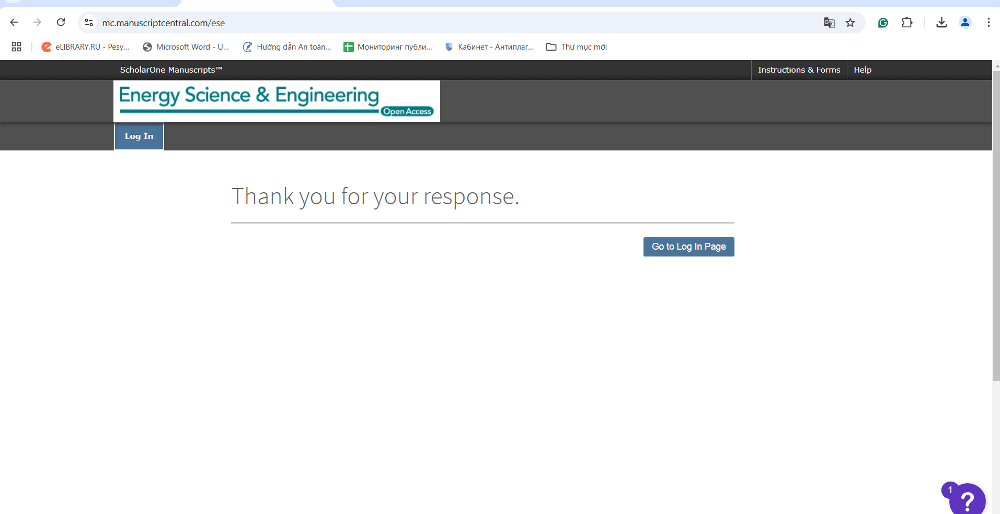 mc.manuscriptcentral.com/ese
eLIBRARY.RU - Резу...
Microsoft Word - U...
Hướng dẫn An toàn...
Мониторинг публи...
Кабинет - Антиплаг...
Thư mục mới
ScholarOne Manuscripts™
Instructions & Forms
Help
Energy Science & Engineering
Open Access
Log In
Thank you for your response.
Go to Log In Page
1
?